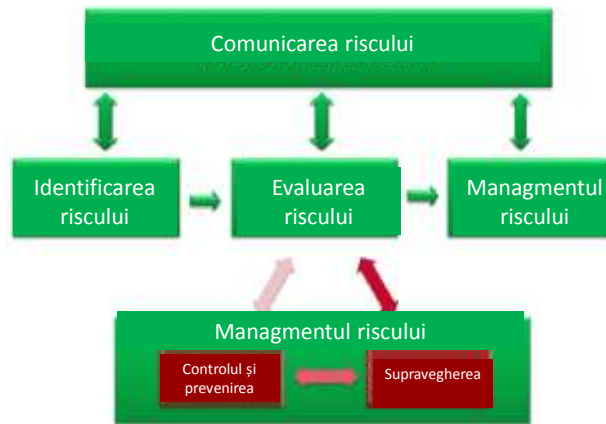 Comunicarea riscului
Identificarea
riscului
Evaluarea
riscului
Managmentul
riscului
Managmentul riscului
Controlul și
prevenirea
Supravegherea